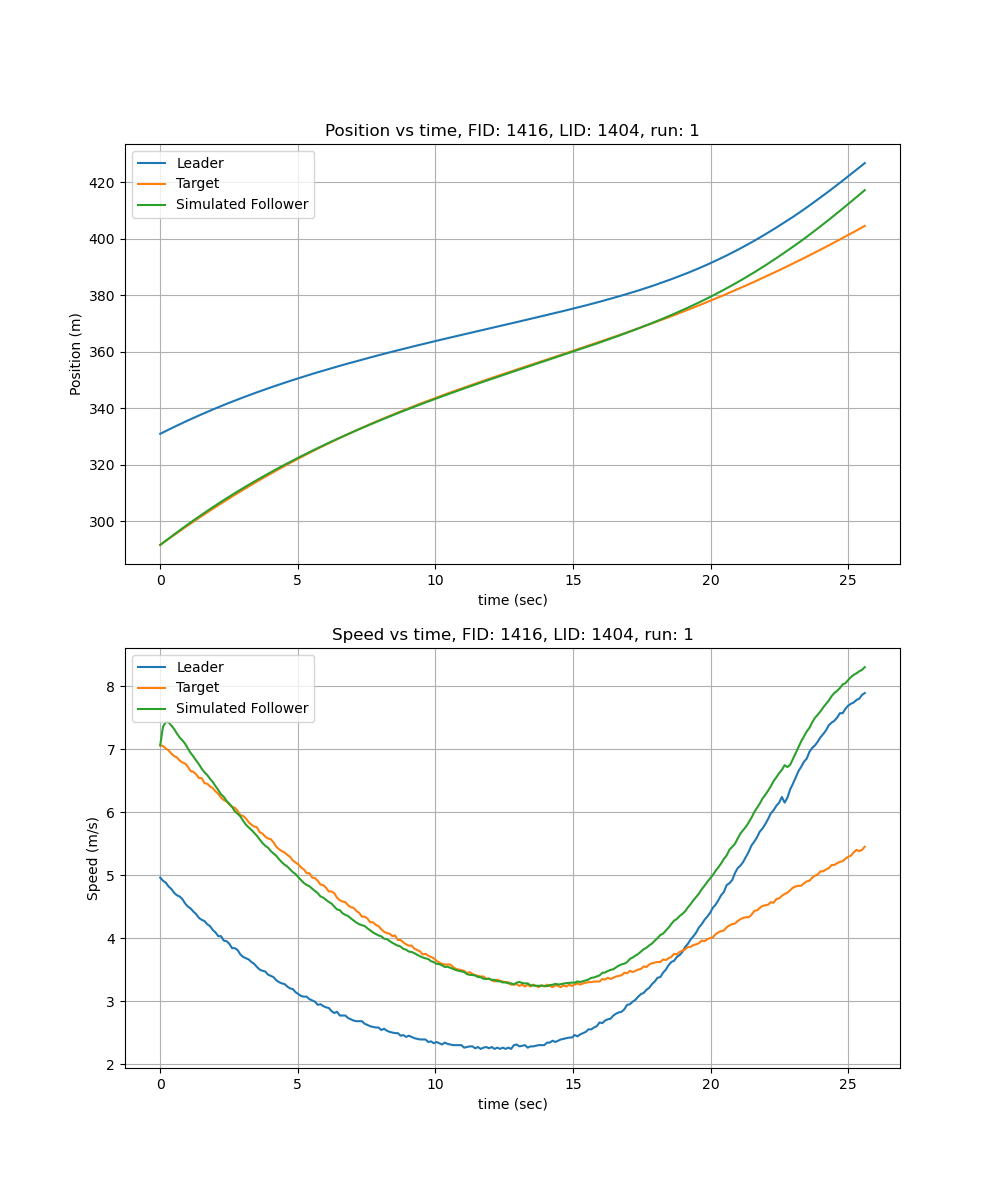 Position vs time, FID: 1416, LID: 1404, run: 1
Leader
Target
Simulated Follower
420
400
380
360
340
320
300
Position (m)
0 5 10 15 20 25
time (sec)
Speed vs time, FID: 1416, LID: 1404, run: 1
Leader
Target
Simulated Follower
8
7
6
5
4
3
2
Speed (m/s)
0 5 10 15 20 25
time (sec)